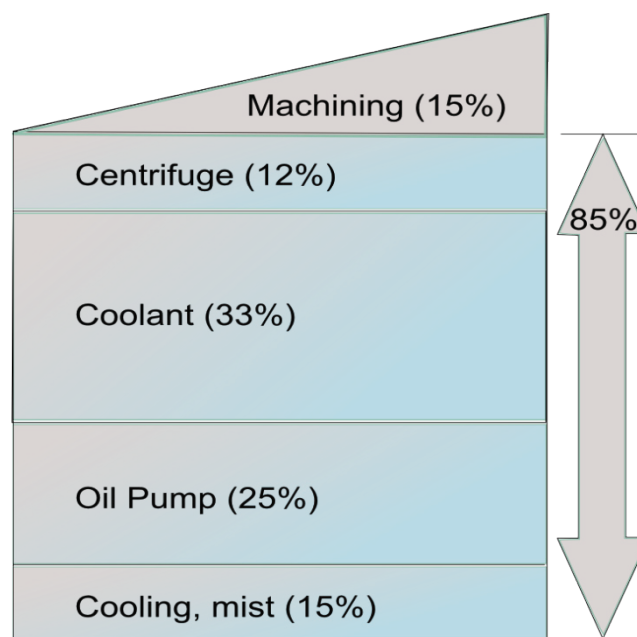 Machining (15%)
Centrifuge (12%)
85%
Coolant (33%)
Oil Pump (25%)
Cooling, mist (15%)